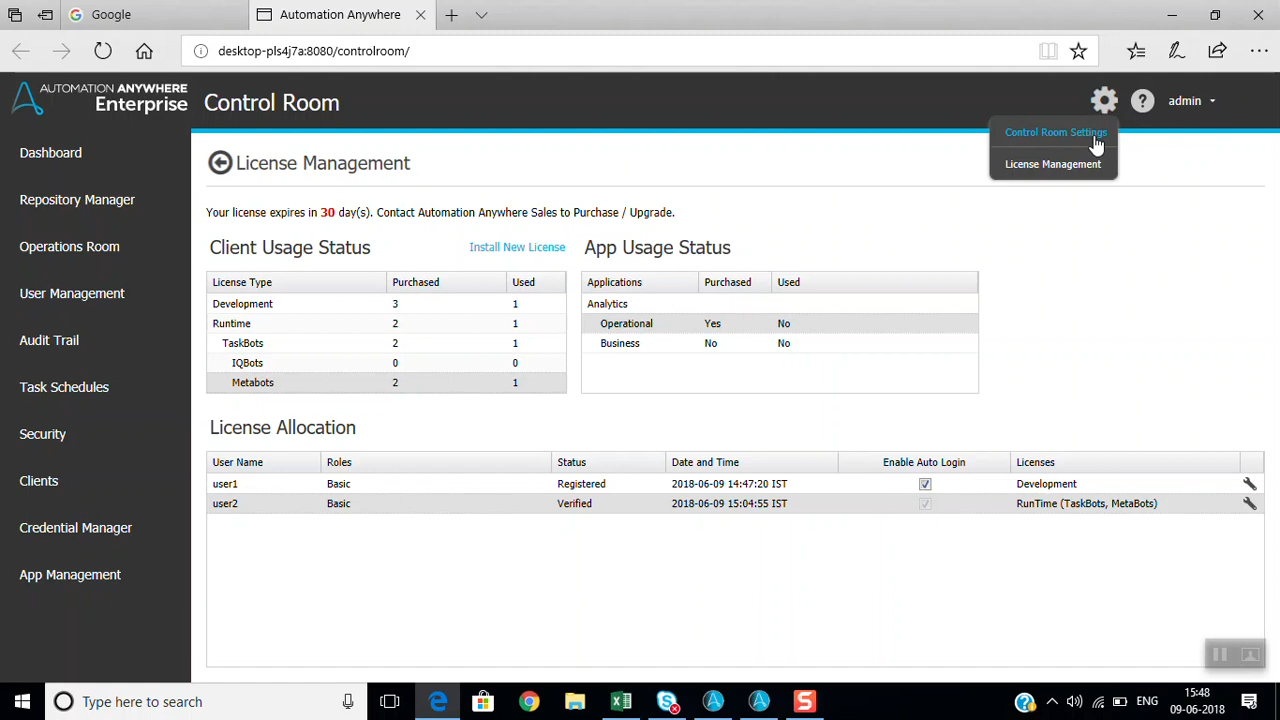 Google
Automation Anywhere
desktop-pls4j7a:8080/controlroom/
AUTOMATION ANYWHERE
Enterprise
Control Room
admin
Control Room Settings
License Management
Dashboard
Repository Manager
Operations Room
User Management
Audit Trail
Task Schedules
Security
Clients
Credential Manager
App Management
License Management
Your license expires in 30 day(s). Contact Automation Anywhere Sales to Purchase / Upgrade.
Client Usage Status
Install New License
License Type Purchased Used
Development 3 1
Runtime 2 1
TaskBots 2 1
IQBots 0 0
Metabots 2 1
App Usage Status
Applications Purchased Used
Analytics
Operational Yes No
Business No No
License Allocation
User Name Roles Status Date and Time Enable Auto Login Licenses
user1 Basic Registered 2018-06-09 14:47:20 IST Development
user2 Basic Verified 2018-06-09 15:04:55 IST RunTime (TaskBots, MetaBots)
Type here to search
ENG
15:48
09-06-2018